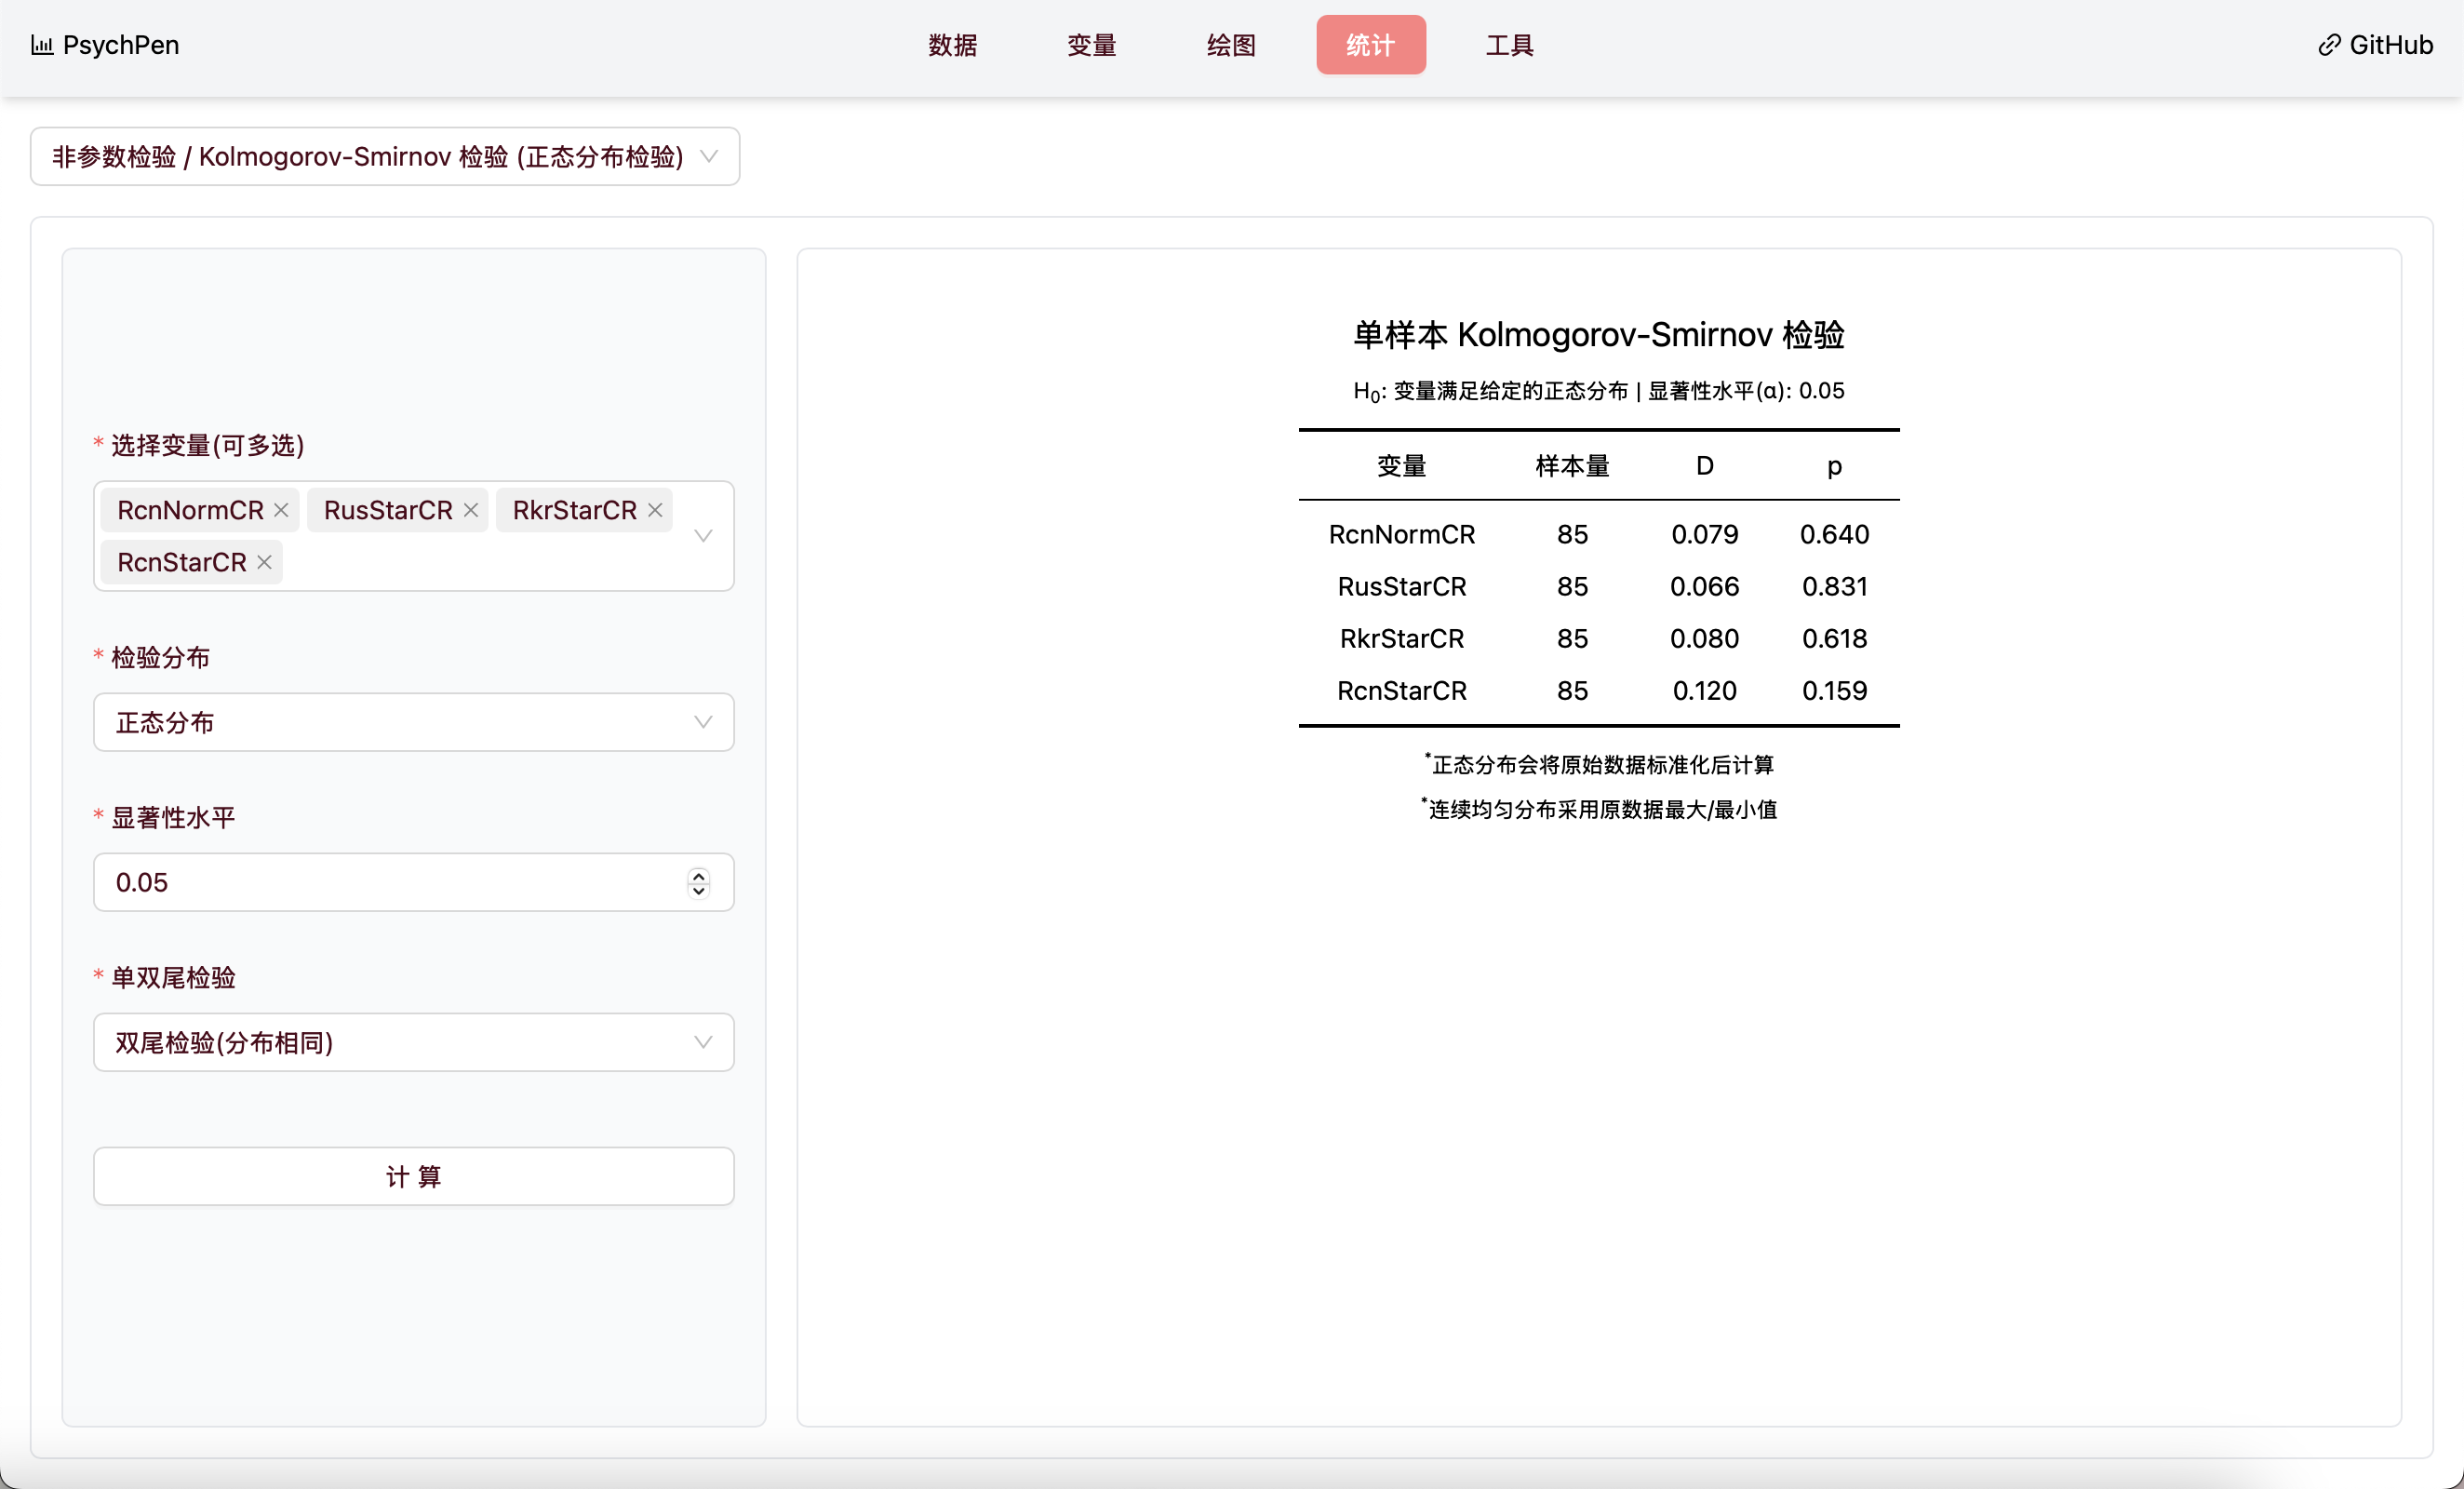 PsychPen
数据 变量 绘图 统计 工具
GitHub
非参数检验 / Kolmogorov-Smirnov 检验 (正态分布检验)
* 选择变量(可多选)
RcnNormCR RusStarCR RkrStarCR
RcnStarCR
* 检验分布
正态分布
* 显著性水平
0.05
* 单双尾检验
双尾检验(分布相同)
计 算
单样本 Kolmogorov-Smirnov 检验
H₀: 变量满足给定的正态分布 | 显著性水平(α): 0.05
变量 样本量 D p
RcnNormCR 85 0.079 0.640
RusStarCR 85 0.066 0.831
RkrStarCR 85 0.080 0.618
RcnStarCR 85 0.120 0.159
*正态分布会将原始数据标准化后计算
*连续均匀分布采用原数据最大/最小值